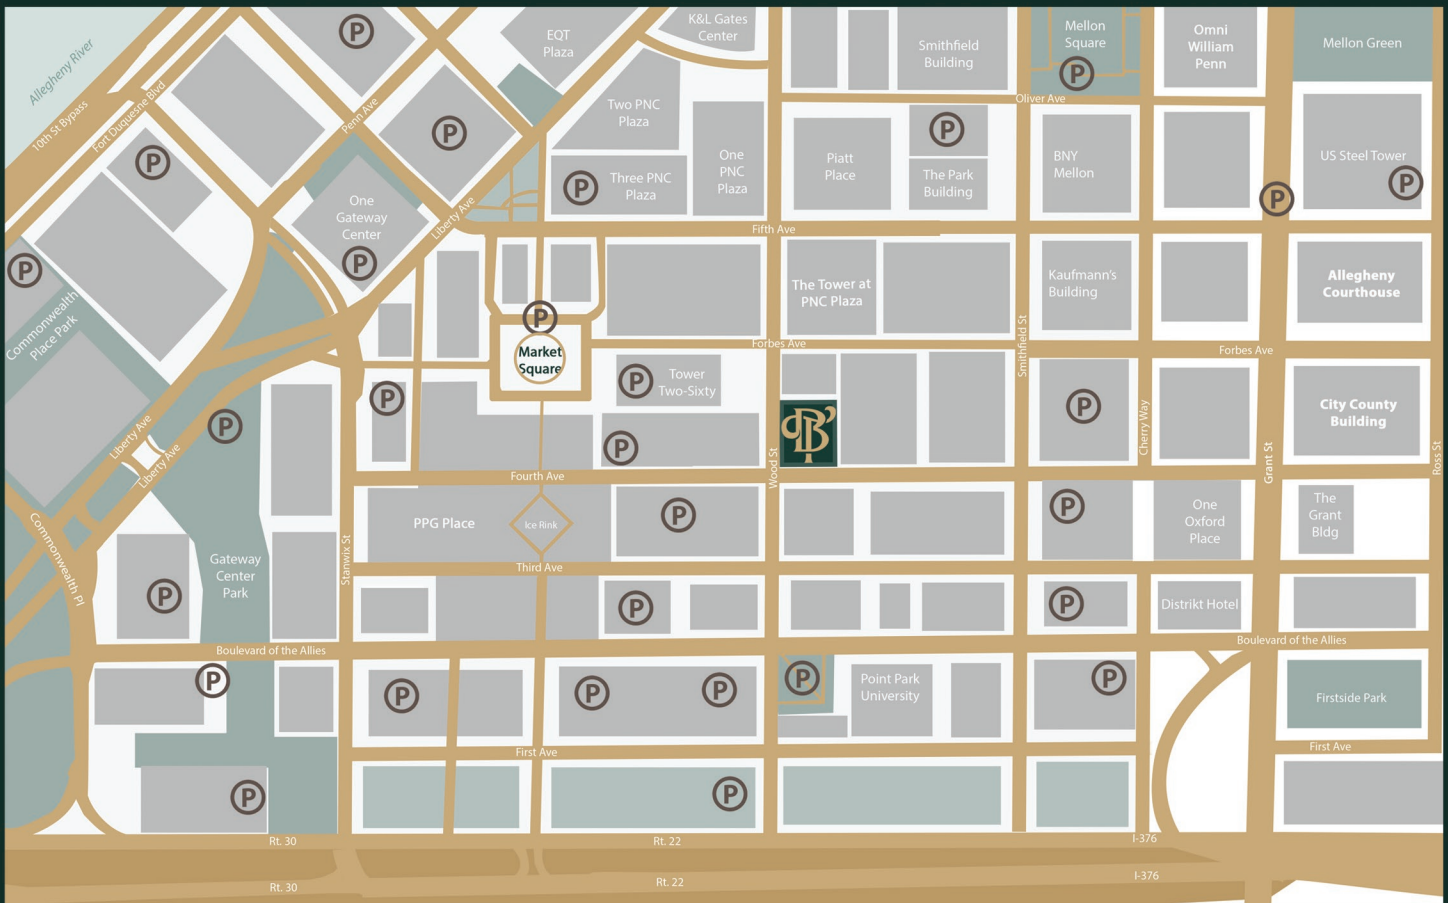 Allegheny River
10th St Bypass
Fort Duquesne Blvd
Penn Ave
P
P
P
EQT
Plaza
K&L Gates
Center
Smithfield
Building
Mellon
Square
P
Omni
William
Penn
Mellon Green
Oliver Ave
Two PNC
Plaza
One
PNC
Plaza
P
Three PNC
Plaza
Piatt
Place
P
The Park
Building
BNY
Mellon
US Steel Tower
P
P
One
Gateway
Center
P
Liberty Ave
Fifth Ave
P
Commonwealth
Place Park
The Tower at
PNC Plaza
Kaufmann's
Building
Allegheny
Courthouse
P
Market
Square
Forbes Ave
Forbes Ave
Smithfield St
P
Tower
Two-Sixty
P
P
P
Liberty Ave
Liberty Ave
P
PB'
Wood St
P
Cherry Way
City County
Building
Grant St
Ross St
Fourth Ave
PPG Place
Ice Rink
P
P
One
Oxford
Place
The
Grant
Bldg
Commonwealth Pl
Stanwix St
Gateway
Center
Park
P
Third Ave
P
P
Distrikt Hotel
Boulevard of the Allies
Boulevard of the Allies
P
P
P
P
P
Point Park
University
P
Firstside Park
First Ave
First Ave
P
P
Rt. 30
Rt. 22
I-376
Rt. 30
Rt. 22
I-376